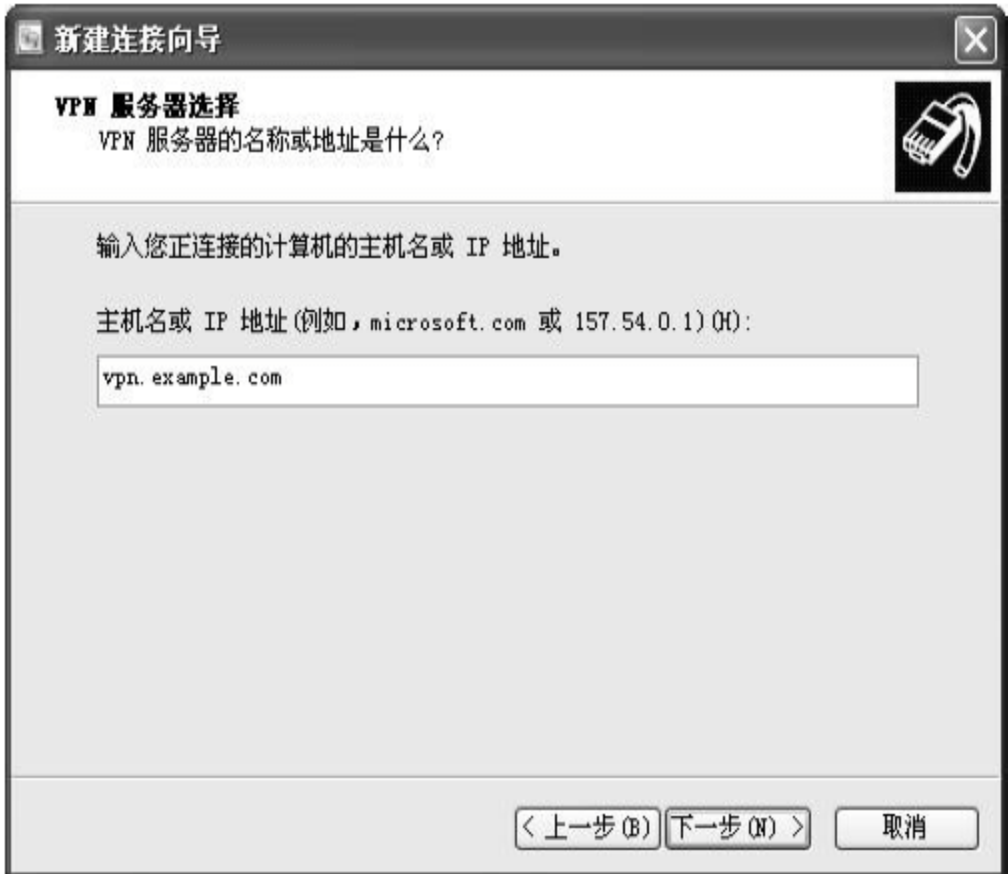 新建连接向导
VPN 服务器选择
VPN 服务器的名称或地址是什么?
输入您正连接的计算机的主机名或 IP 地址。
主机名或 IP 地址(例如,microsoft.com 或 157.54.0.1)(H):
vpn.example.com
< 上一步(B) 下一步(N) > 取消